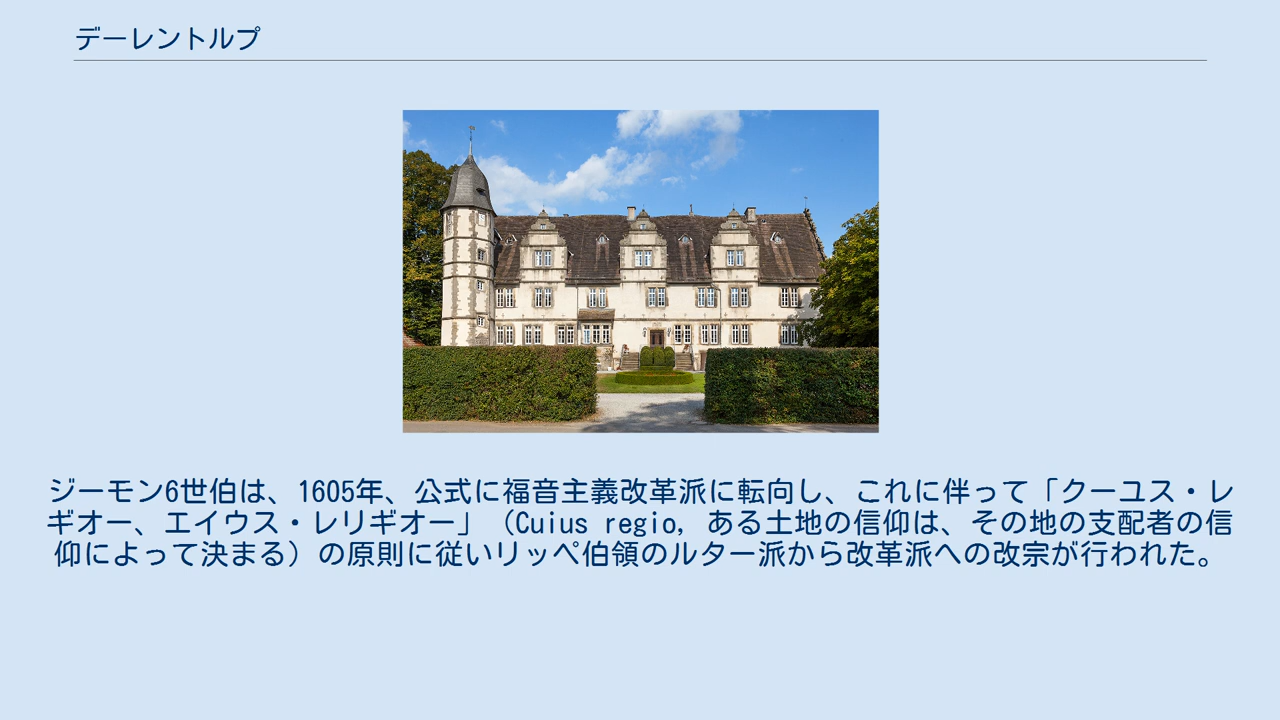 デーレントルプ
ジーモン6世伯は、1605年、公式に福音主義改革派に転向し、これに伴って「クーユス・レ
ギオー、エイウス・レリギオー」（Cuius regio, ある土地の信仰は、その地の支配者の信
仰によって決まる）の原則に従いリッペ伯領のルター派から改革派への改宗が行われた。